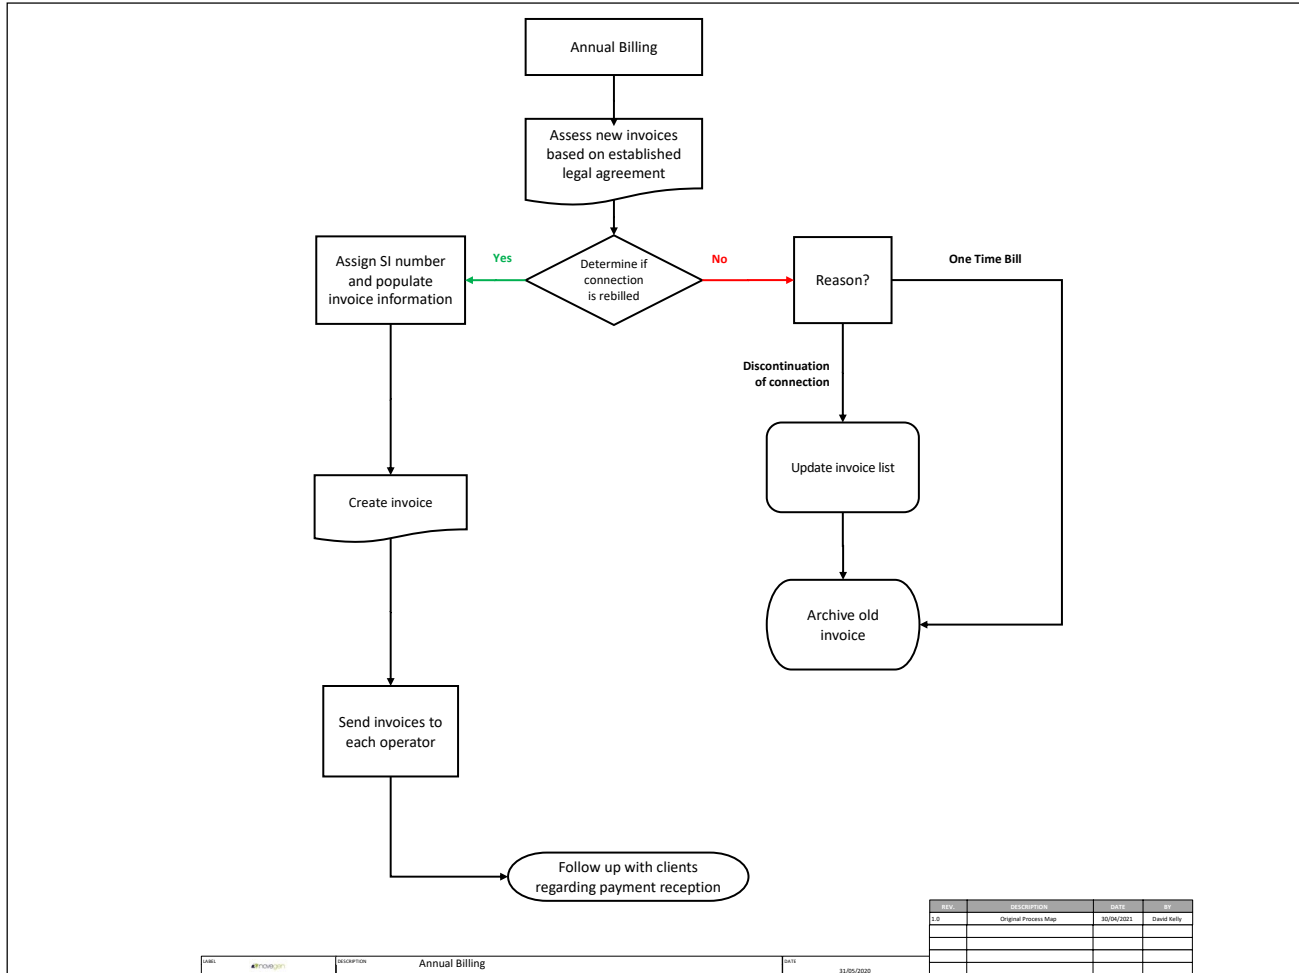 Annual Billing
Assess new invoices
based on established
legal agreement
Assign SI number
and populate
invoice information
Yes
Determine if
connection
is rebilled
No
Reason?
One Time Bill
Discontinuation
of connection
Update invoice list
Create invoice
Archive old
invoice
Send invoices to
each operator
Follow up with clients
regarding payment reception
REV. DESCRIPTION DATE BY
1.0 Original Process Map 30/04/2021 David Kelly
LABEL
DESCRIPTION
Annual Billing
DATE
31/05/2020